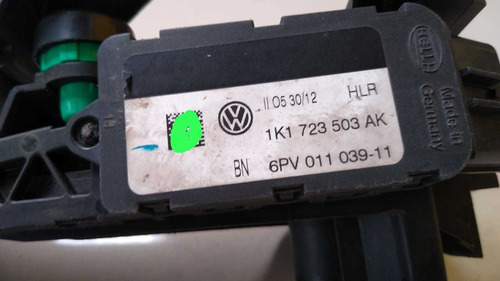 II 05 30/12 HLR
1K1 723 503 AK
BN 6PV 011 039-11
HELLA
Made in
Germany